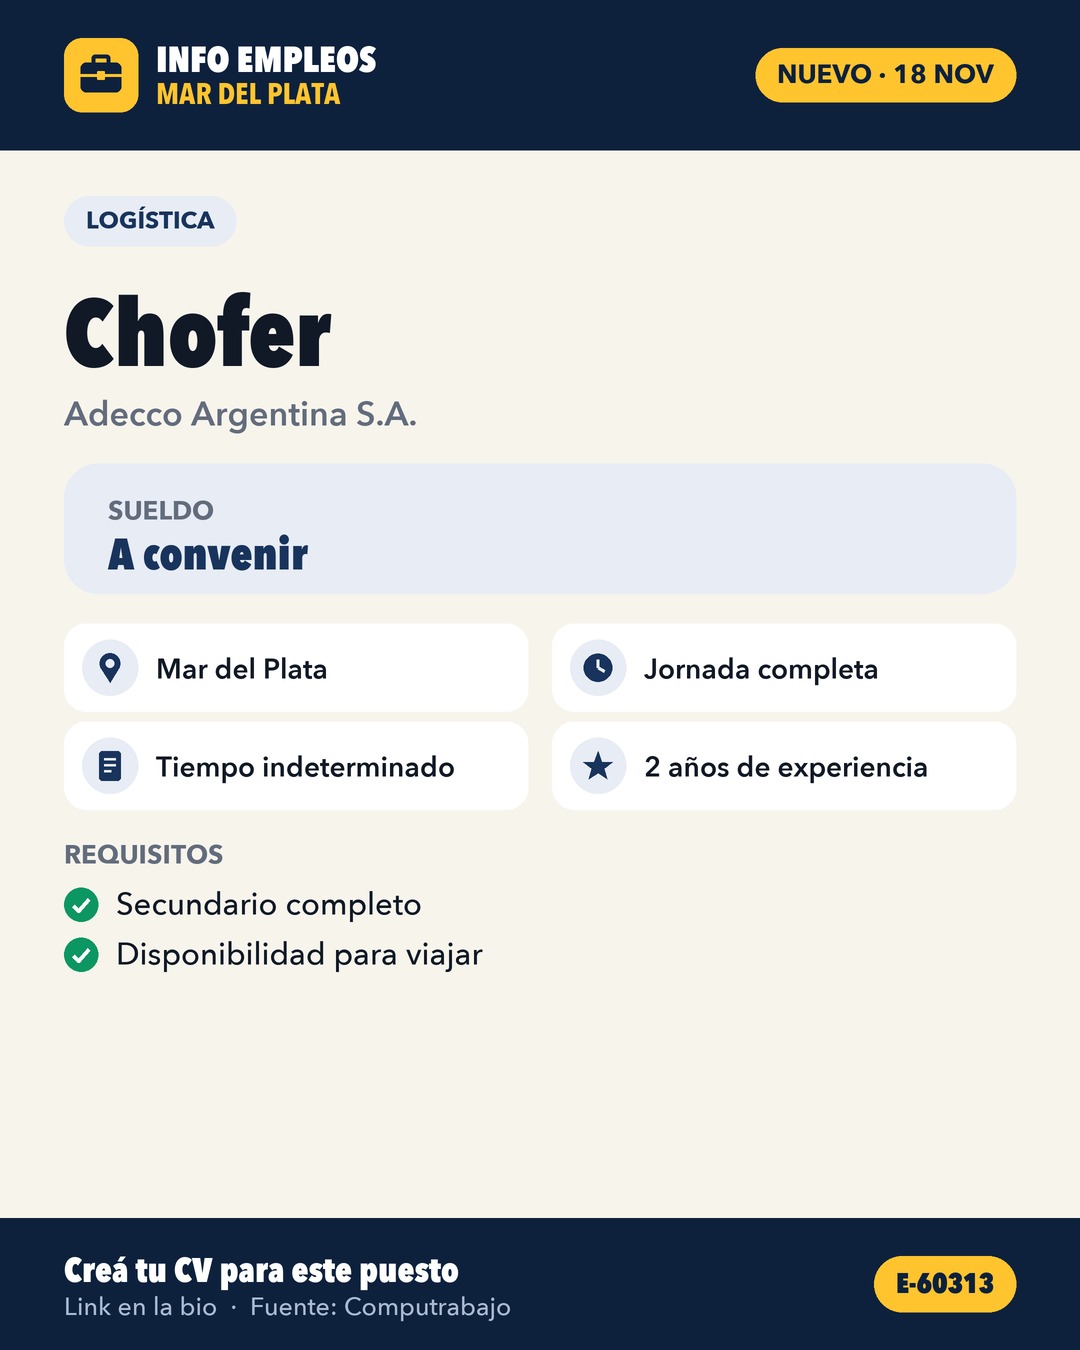 INFO EMPLEOS
MAR DEL PLATA
NUEVO · 18 NOV
LOGÍSTICA
Chofer
Adecco Argentina S.A.
SUELDO
A convenir
Mar del Plata
Jornada completa
Tiempo indeterminado
2 años de experiencia
REQUISITOS
Secundario completo
Disponibilidad para viajar
Creá tu CV para este puesto
Link en la bio · Fuente: Computrabajo
E-60313